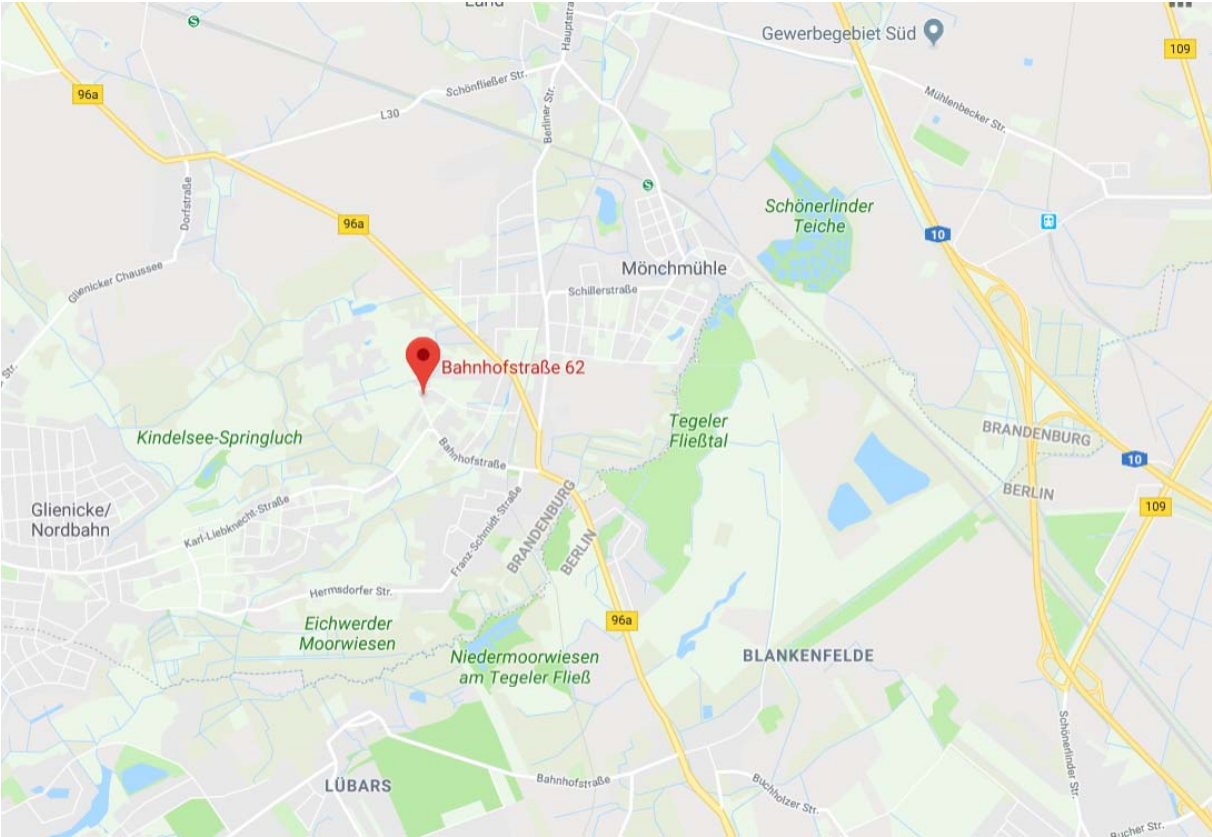 Land
Hauptstra
Gewerbegebiet Süd
109
96a
Schönfließer Str.
L30
Berliner Str.
Mühlenbecker Str.
S
S
Dorfstraße
96a
Schönerlinder
Teiche
10
Mönchmühle
Glienicker Chaussee
Schillerstraße
Str.
Bahnhofstraße 62
Kindelsee-Springluch
Tegeler
Fließtal
BRANDENBURG
10
Bahnhofstraße
BERLIN
109
Glienicke/
Nordbahn
Karl-Liebknecht-Straße
Franz-Schmidt-Straße
BRANDENBURG
BERLIN
Hermsdorfer Str.
Eichwerder
Moorwiesen
96a
Niedermoorwiesen
am Tegeler Fließ
BLANKENFELDE
Schönerlinder Str.
LÜBARS
Bahnhofstraße
Buchholzer Str.
Bucher Str.